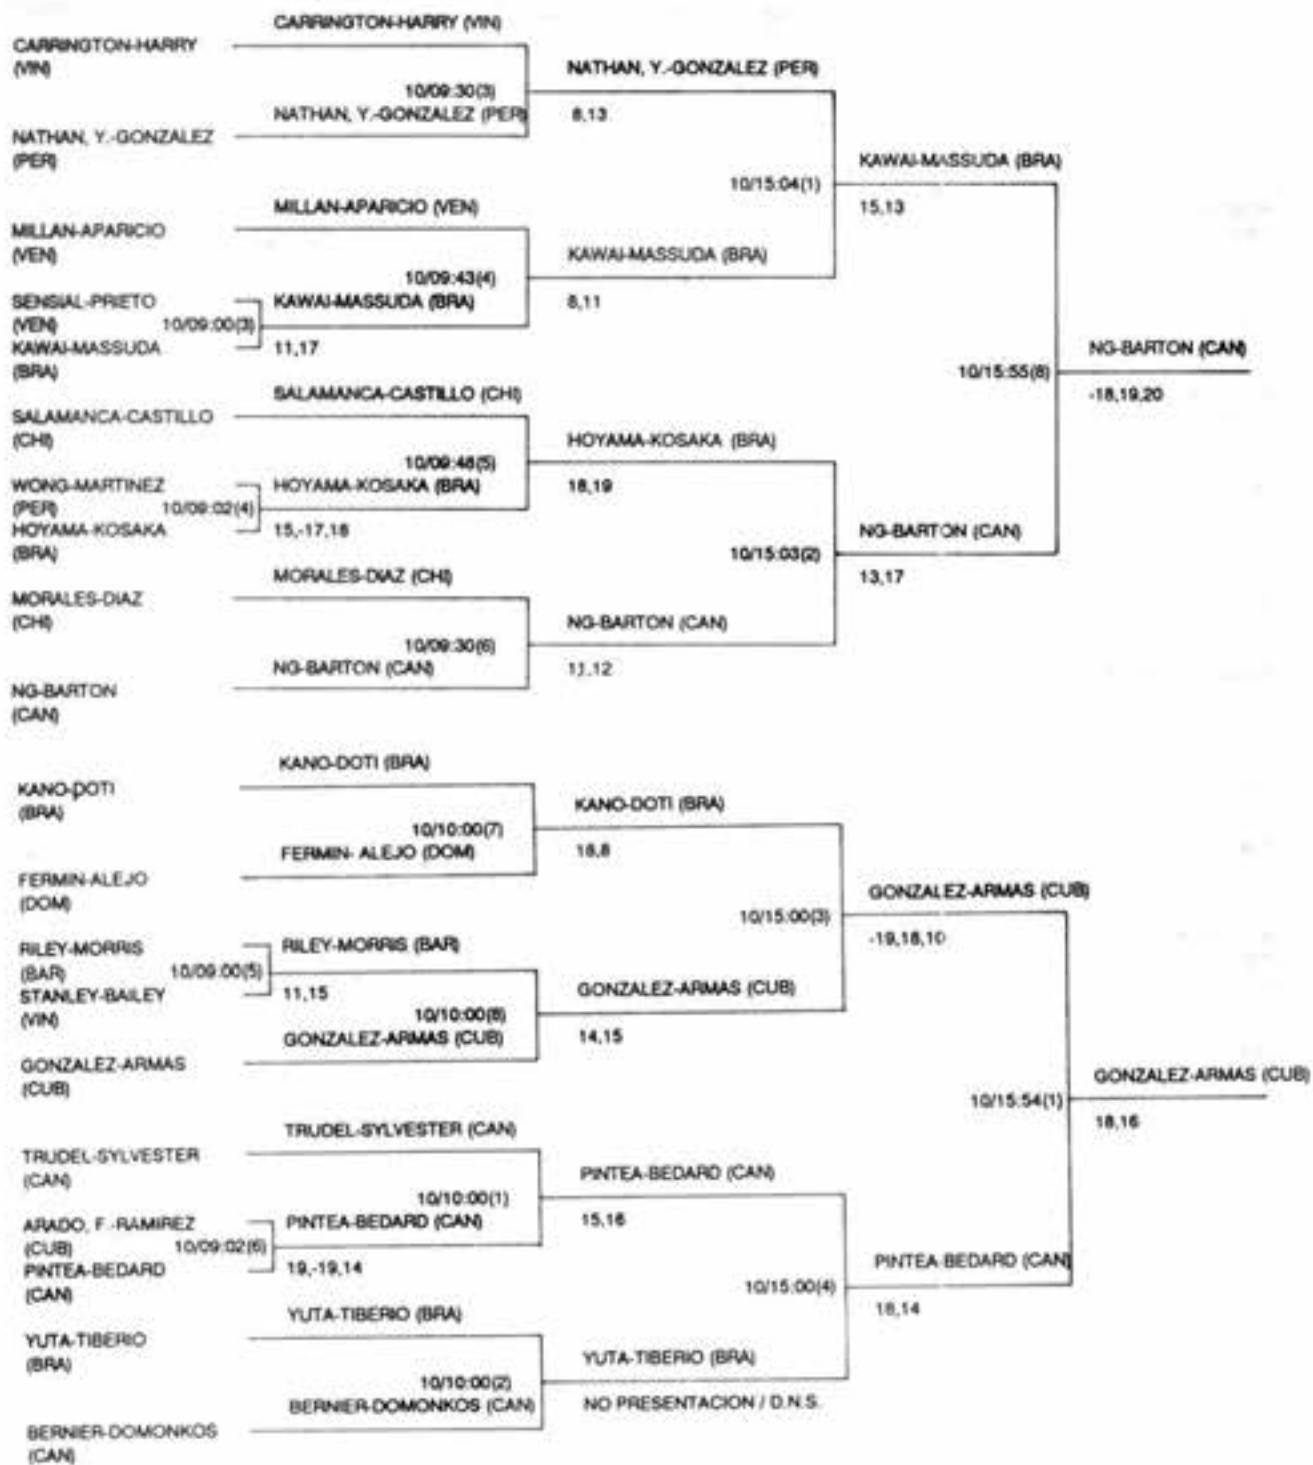 CARRINGTON-HARRY (VIN)
CARRINGTON-HARRY
(VIN)
NATHAN, Y.-GONZALEZ (PER)
10/09:30(3)
NATHAN, Y.-GONZALEZ (PER)
8,13
NATHAN, Y.-GONZALEZ
(PER)
KAWAI-MASSUDA (BRA)
10/15:04(1)
15,13
MILLAN-APARICIO (VEN)
MILLAN-APARICIO
(VEN)
KAWAI-MASSUDA (BRA)
10/09:43(4)
8,11
SENSIAL-PRIETO
(VEN)
10/09:00(3)
KAWAI-MASSUDA (BRA)
KAWAI-MASSUDA
(BRA)
11,17
NG-BARTON (CAN)
10/15:55(8)
-18,19,20
SALAMANCA-CASTILLO (CHI)
SALAMANCA-CASTILLO
(CHI)
HOYAMA-KOSAKA (BRA)
10/09:48(5)
18,19
WONG-MARTINEZ
(PER)
10/09:02(4)
HOYAMA-KOSAKA (BRA)
HOYAMA-KOSAKA
(BRA)
15,-17,18
NG-BARTON (CAN)
10/15:03(2)
13,17
MORALES-DIAZ (CHI)
MORALES-DIAZ
(CHI)
NG-BARTON (CAN)
10/09:30(6)
11,12
NG-BARTON (CAN)
NG-BARTON
(CAN)
KANO-DOTI (BRA)
KANO-DOTI
(BRA)
KANO-DOTI (BRA)
10/10:00(7)
18,8
FERMIN- ALEJO (DOM)
FERMIN-ALEJO
(DOM)
GONZALEZ-ARMAS (CUB)
10/15:00(3)
-19,18,10
RILEY-MORRIS
(BAR)
10/09:00(5)
RILEY-MORRIS (BAR)
STANLEY-BAILEY
(VIN)
11,15
GONZALEZ-ARMAS (CUB)
10/10:00(8)
14,15
GONZALEZ-ARMAS (CUB)
GONZALEZ-ARMAS
(CUB)
GONZALEZ-ARMAS (CUB)
10/15:54(1)
18,16
TRUDEL-SYLVESTER (CAN)
TRUDEL-SYLVESTER
(CAN)
PINTEA-BEDARD (CAN)
10/10:00(1)
15,16
ARADO, F.-RAMIREZ
(CUB)
10/09:02(6)
PINTEA-BEDARD (CAN)
PINTEA-BEDARD
(CAN)
19,-19,14
PINTEA-BEDARD (CAN)
10/15:00(4)
18,14
YUTA-TIBERIO (BRA)
YUTA-TIBERIO
(BRA)
YUTA-TIBERIO (BRA)
10/10:00(2)
NO PRESENTACION / D.N.S.
BERNIER-DOMONKOS (CAN)
BERNIER-DOMONKOS
(CAN)